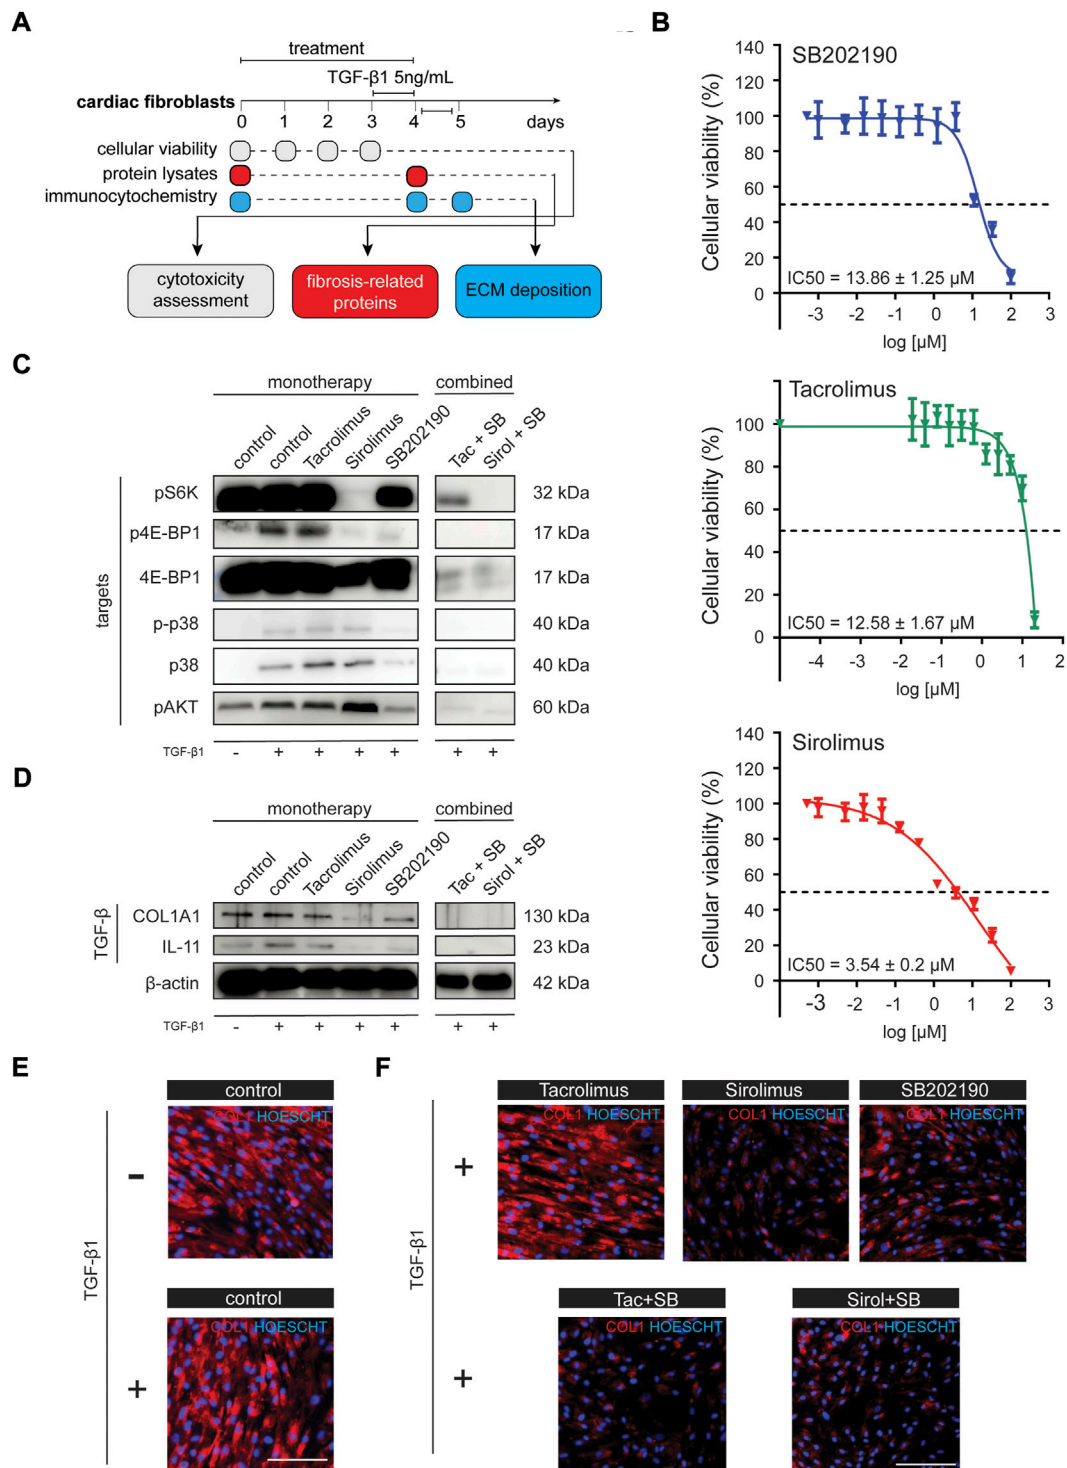 A
treatment
TGF-β1 5ng/mL
cardiac fibroblasts
0 1 2 3 4 5 days
cellular viability
protein lysates
immunocytochemistry
cytotoxicity
assessment
fibrosis-related
proteins
ECM deposition
B
SB202190
Cellular viability (%)
140
120
100
80
60
40
20
0
IC50 = 13.86 ± 1.25 µM
-3 -2 -1 0 1 2 3
log [µM]
Tacrolimus
Cellular viability (%)
120
100
80
60
40
20
0
IC50 = 12.58 ± 1.67 µM
-4 -3 -2 -1 0 1 2
log [µM]
Sirolimus
Cellular viability (%)
140
120
100
80
60
40
20
0
IC50 = 3.54 ± 0.2 µM
-3 -2 0 1 2 3
log [µM]
C
monotherapy combined
control control Tacrolimus Sirolimus SB202190 Tac + SB Sirol + SB
targets
pS6K 32 kDa
p4E-BP1 17 kDa
4E-BP1 17 kDa
p-p38 40 kDa
p38 40 kDa
pAKT 60 kDa
TGF-β1 - + + + + + +
D
monotherapy combined
control control Tacrolimus Sirolimus SB202190 Tac + SB Sirol + SB
TGF-β
COL1A1 130 kDa
IL-11 23 kDa
β-actin 42 kDa
TGF-β1 - + + + + + +
E
TGF-β1
control
COL1 HOESCHT
-
control
COL1 HOESCHT
+
F
TGF-β1
Tacrolimus Sirolimus SB202190
COL1 HOESCHT COL1 HOESCHT COL1 HOESCHT
+
Tac+SB Sirol+SB
COL1 HOESCHT COL1 HOESCHT
+